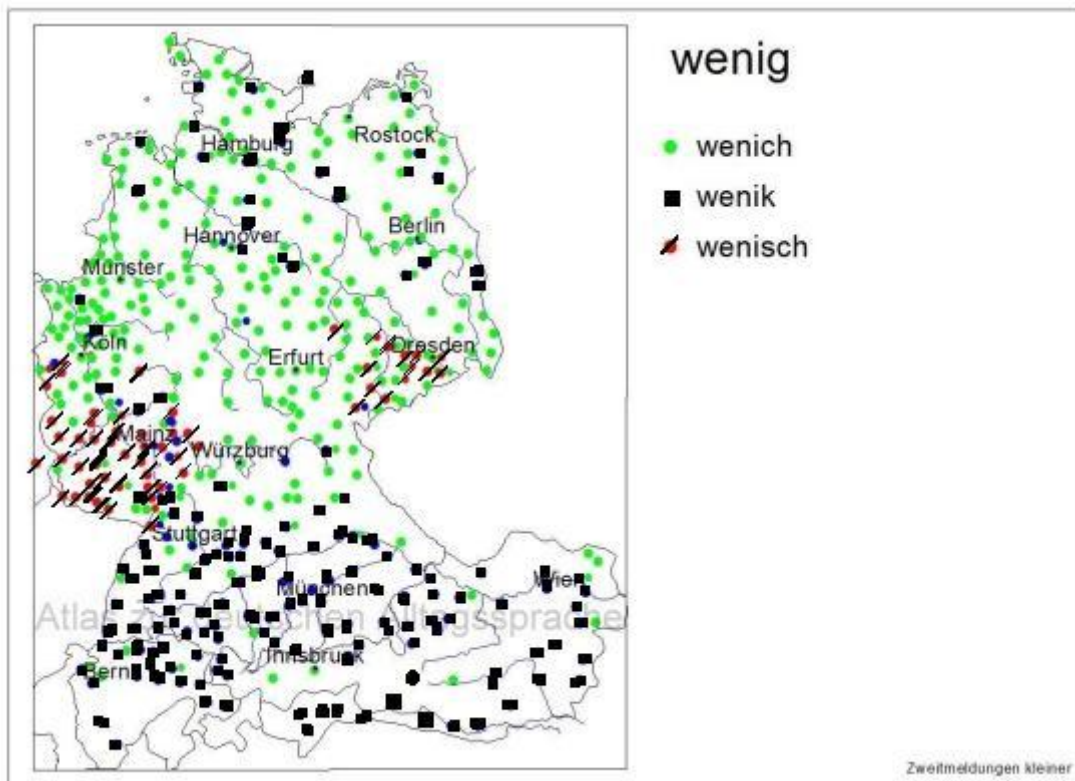 wenig
wenich
wenik
wenisch
Rostock
Hamburg
Berlin
Hannover
Münster
Köln
Dresden
Erfurt
Mainz
Würzburg
Stuttgart
Wien
München
Atlas zur deutschen Alltagssprache
Innsbruck
Bern
Zweitmeldungen kleiner